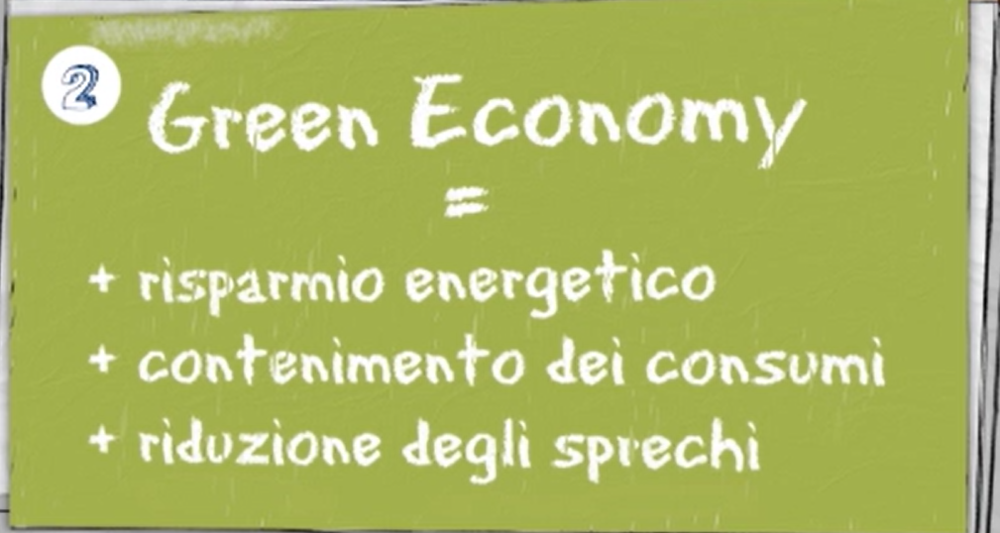 2
Green Economy
=
+ risparmio energetico
+ contenimento dei consumi
+ riduzione degli sprechi